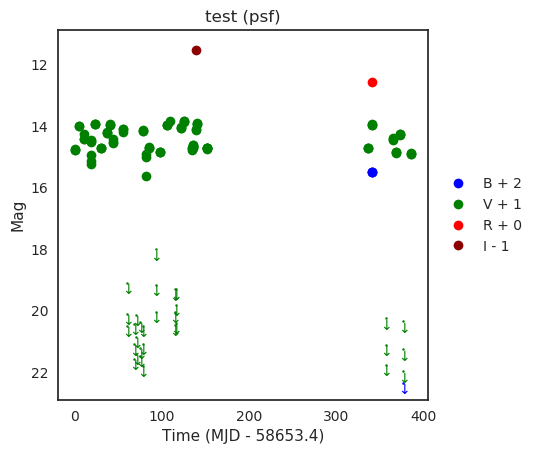 test (psf)
12
14
16
18
20
22
Mag
0
100
200
300
400
Time (MJD - 58653.4)
B + 2
V + 1
R + 0
I - 1